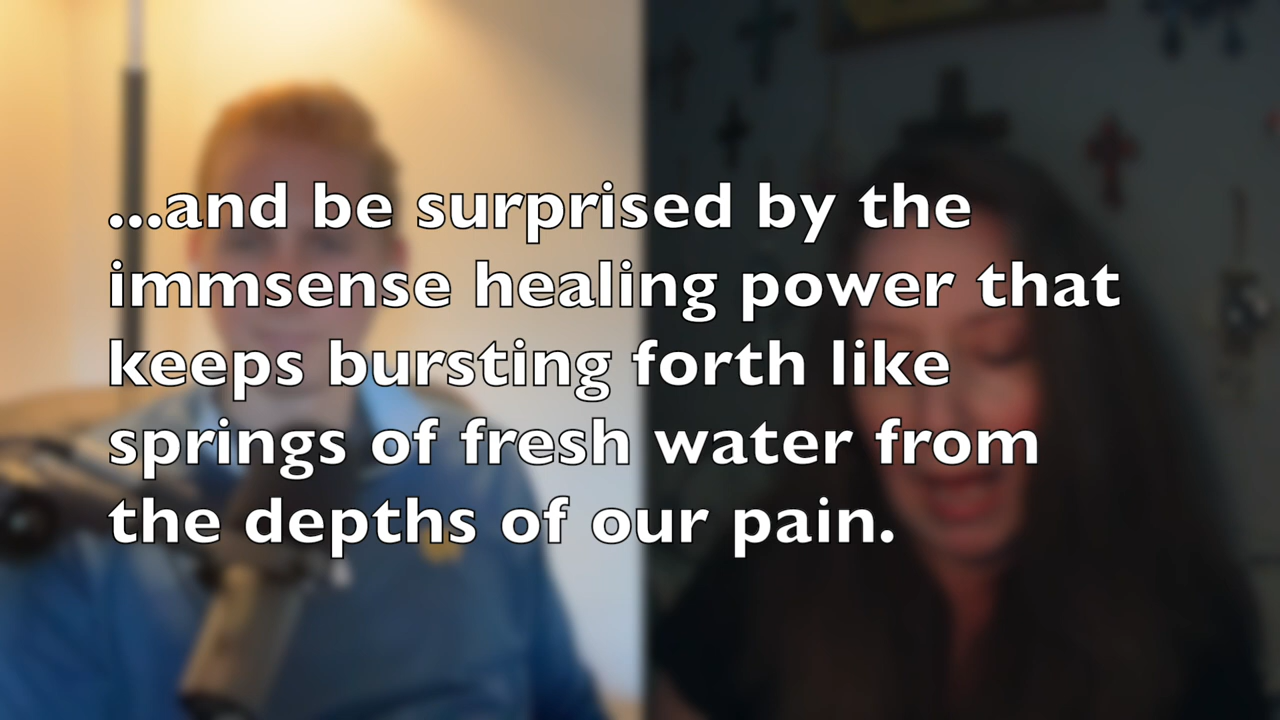 ...and be surprised by the
immsense healing power that
keeps bursting forth like
springs of fresh water from
the depths of our pain.